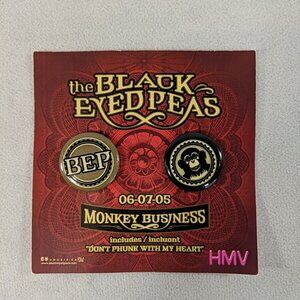 the BLACK
EYED PEAS
BEP
06-07-05
MONKEY BUSINESS
includes / incluant
"DON'T PHUNK WITH MY HEART"
HMV